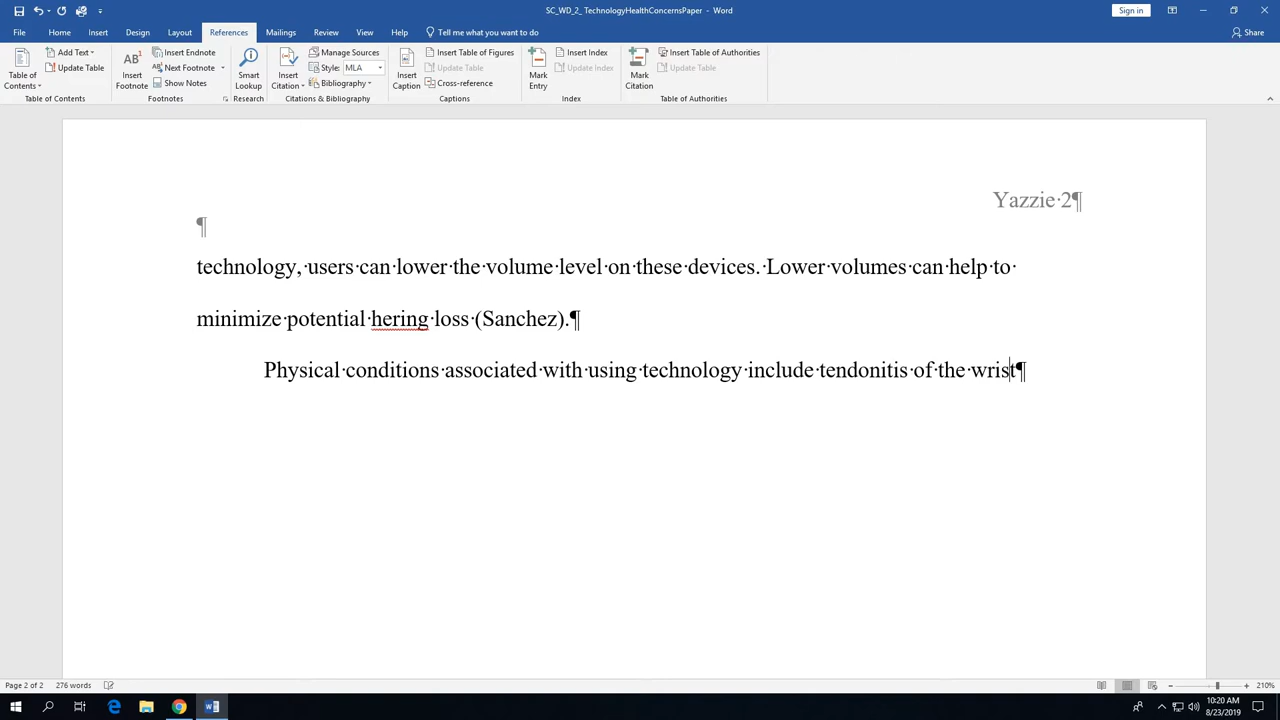 SC_WD_2_ TechnologyHealthConcernsPaper - Word
Sign in
File Home Insert Design Layout References Mailings Review View Help Tell me what you want to do Share
Table of Contents
Add Text
Update Table
Table of Contents
AB¹ Insert Footnote
Insert Endnote
Next Footnote
Show Notes
Footnotes
Smart Lookup
Research
Insert Citation
Manage Sources
Style: MLA
Bibliography
Citations & Bibliography
Insert Caption
Insert Table of Figures
Update Table
Cross-reference
Captions
Mark Entry
Insert Index
Update Index
Index
Mark Citation
Insert Table of Authorities
Update Table
Table of Authorities
Yazzie·2¶
¶
technology,·users·can·lower·the·volume·level·on·these·devices.·Lower·volumes·can·help·to·
minimize·potential·hering·loss·(Sanchez).¶
Physical·conditions·associated·with·using·technology·include·tendonitis·of·the·wrist¶
Page 2 of 2 276 words 210%
10:20 AM
8/23/2019